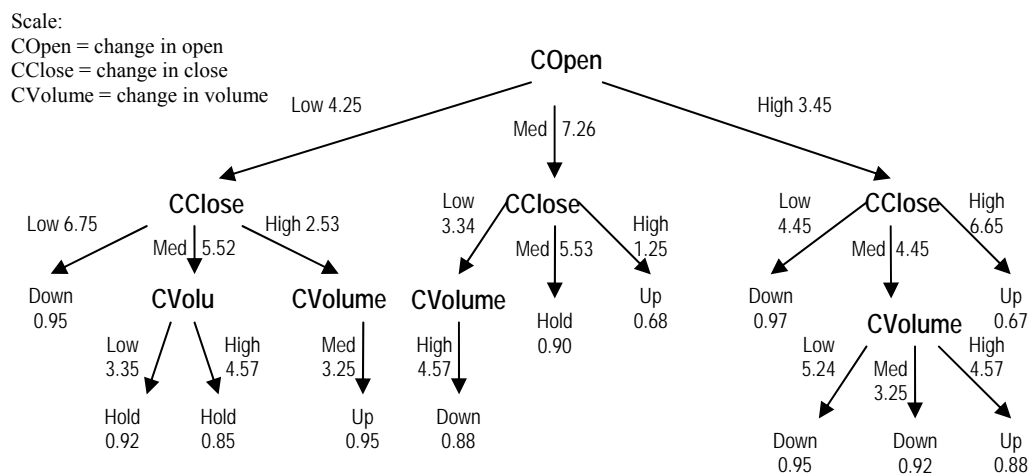 Scale:
COpen = change in open
CClose = change in close
CVolume = change in volume
COpen
Low 4.25
Med 7.26
High 3.45
CClose
CClose
CClose
Low 6.75
Med 5.52
High 2.53
Low
3.34
Med 5.53
High
1.25
Low
4.45
Med 4.45
High
6.65
Down
0.95
CVolu
CVolume
CVolume
Hold
0.90
Up
0.68
Down
0.97
CVolume
Up
0.67
Low
3.35
High
4.57
Med
3.25
High
4.57
Low
5.24
Med
3.25
High
4.57
Hold
0.92
Hold
0.85
Up
0.95
Down
0.88
Down
0.95
Down
0.92
Up
0.88